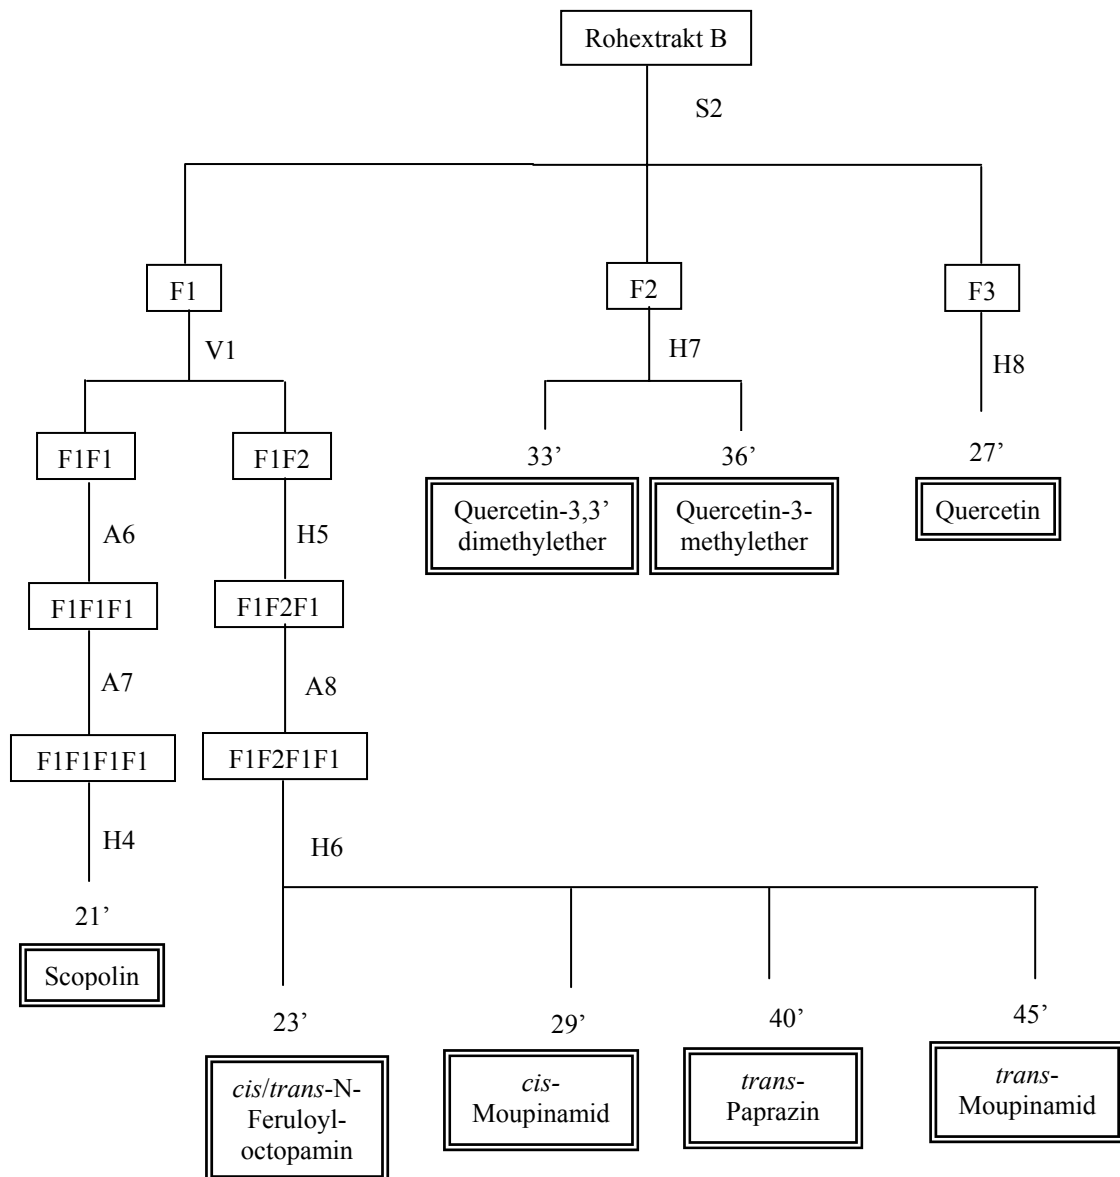 Rohextrakt B
S2
F1
F2
F3
V1
H7
H8
F1F1
F1F2
33’
36’
27’
Quercetin-3,3’
dimethylether
Quercetin-3-
methylether
Quercetin
A6
H5
F1F1F1
F1F2F1
A7
A8
F1F1F1F1
F1F2F1F1
H4
H6
21’
Scopolin
23’
29’
40’
45’
cis/trans-N-
Feruloyl-
octopamin
cis-
Moupinamid
trans-
Paprazin
trans-
Moupinamid